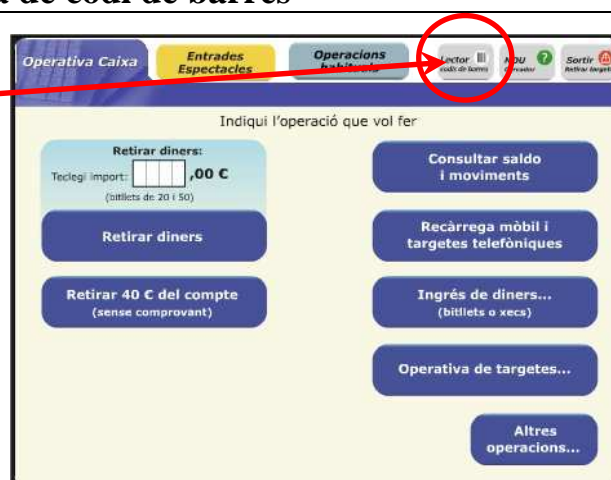 a de codi de barres
Operativa Caixa
Entrades
Espectacles
Operacions
habituals
Lector
codis de barres
NOU
Cercador
Sortir
Retirar targeta
Indiqui l'operació que vol fer
Retirar diners:
Teclegi import: ,00 €
(bitllets de 20 i 50)
Retirar diners
Retirar 40 € del compte
(sense comprovant)
Consultar saldo
i moviments
Recàrrega mòbil i
targetes telefòniques
Ingrés de diners...
(bitllets o xecs)
Operativa de targetes...
Altres
operacions...